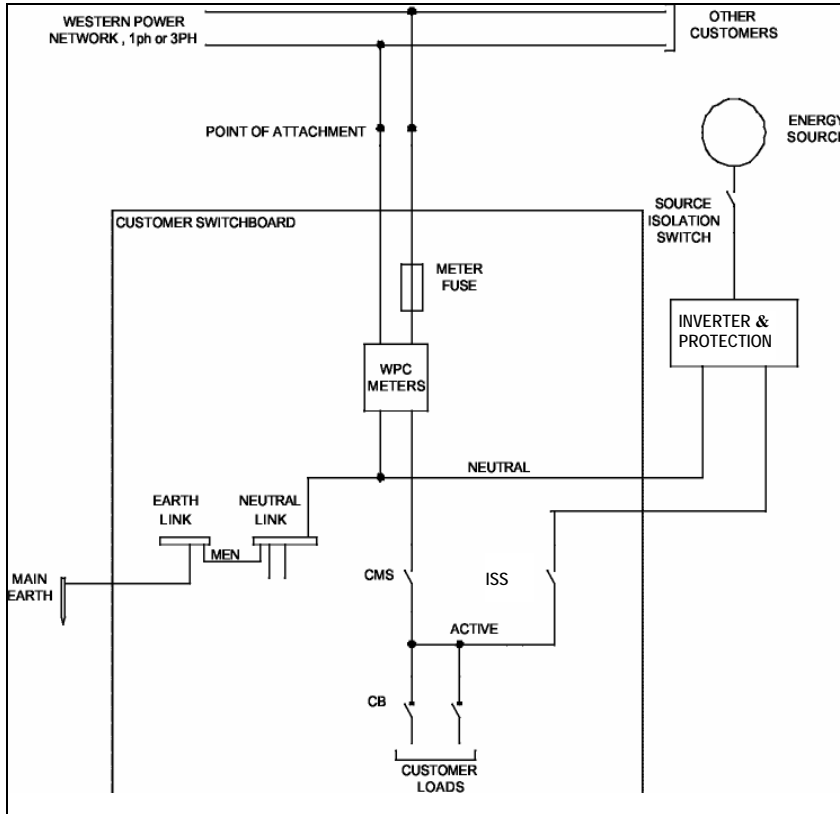 WESTERN POWER
NETWORK , 1ph or 3PH
OTHER
CUSTOMERS
POINT OF ATTACHMENT
ENERGY
SOURCE
SOURCE
ISOLATION
SWITCH
CUSTOMER SWITCHBOARD
METER
FUSE
INVERTER &
PROTECTION
WPC
METERS
NEUTRAL
EARTH
LINK
NEUTRAL
LINK
MEN
MAIN
EARTH
CMS
ISS
ACTIVE
CB
CUSTOMER
LOADS